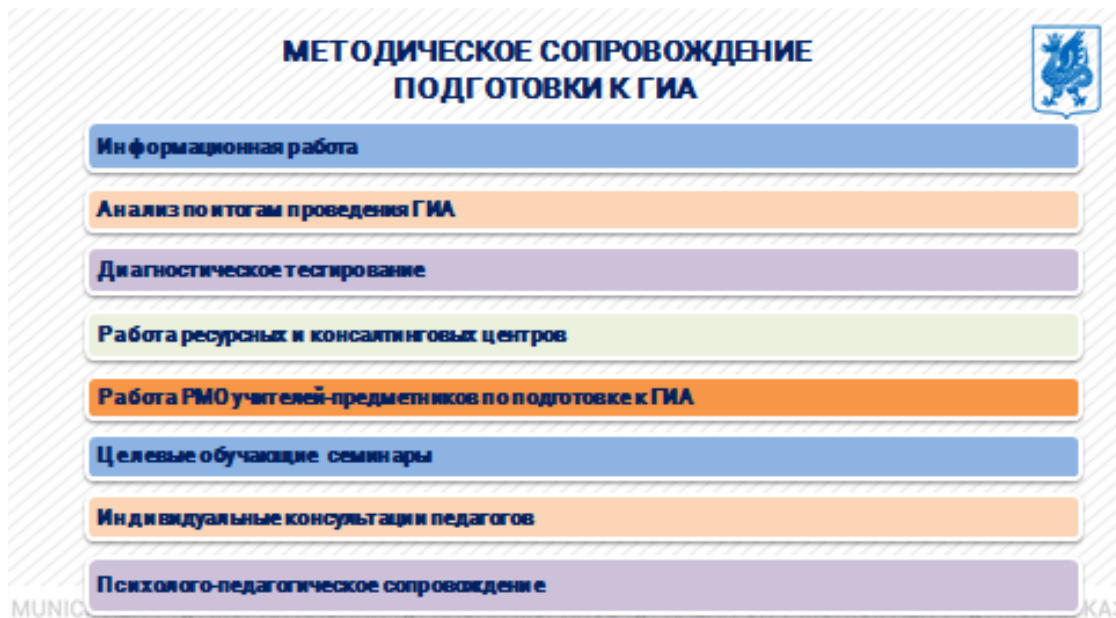 МЕТОДИЧЕСКОЕ СОПРОВОЖДЕНИЕ
ПОДГОТОВКИ К ГИА
Информационная работа
Анализ по итогам проведения ГИА
Диагностическое тестирование
Работа ресурсных и консалтинговых центров
Работа РМО учителей-предметников по подготовке к ГИА
Целевые обучающие семинары
Индивидуальные консультации педагогов
Психолого-педагогическое сопровождение